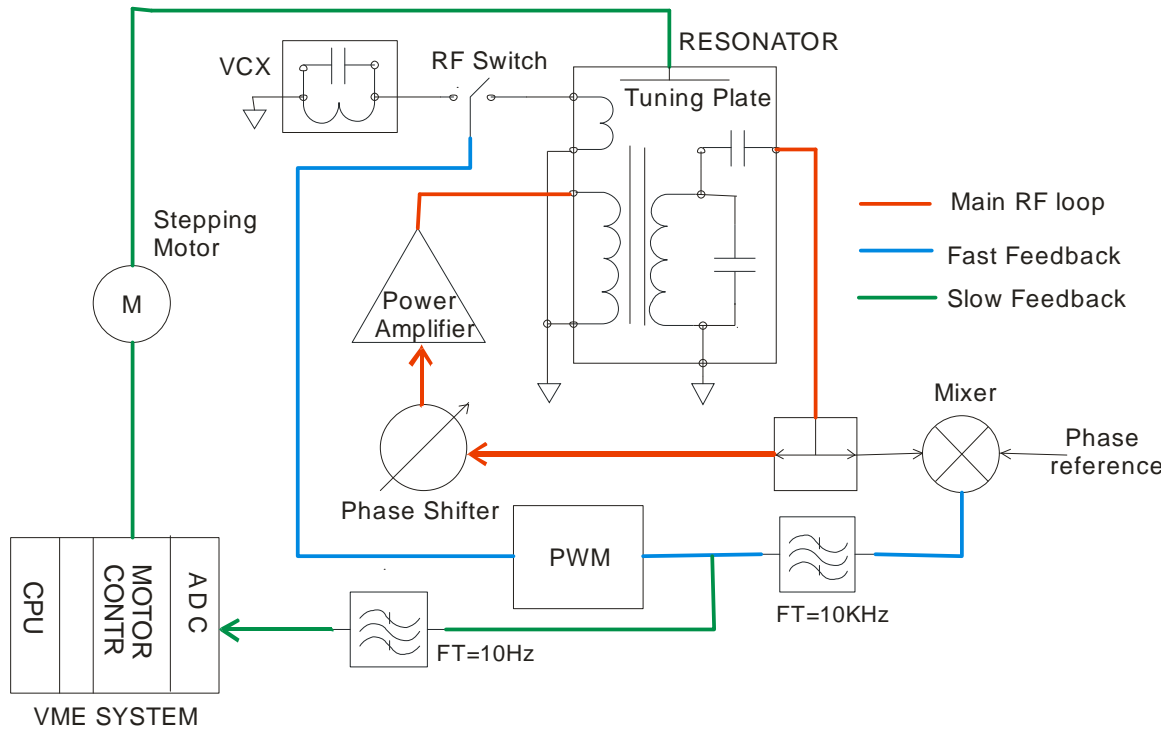 RESONATOR
RF Switch
VCX
Tuning Plate
Stepping
Motor
M
Power
Amplifier
Main RF loop
Fast Feedback
Slow Feedback
Mixer
Phase
reference
Phase Shifter
PWM
FT=10KHz
FT=10Hz
CPU
MOTOR
CONTR
ADC
VME SYSTEM